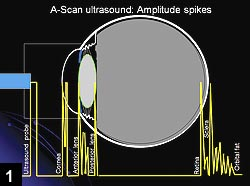 A-Scan ultrasound: Amplitude spikes
Ultrasound probe
Cornea
Anterior lens
Posterior lens
Retina
Sclera
Orbital fat
1